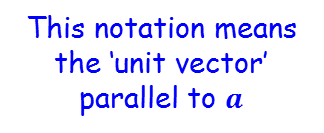 This notation means
the ‘unit vector’
parallel to a